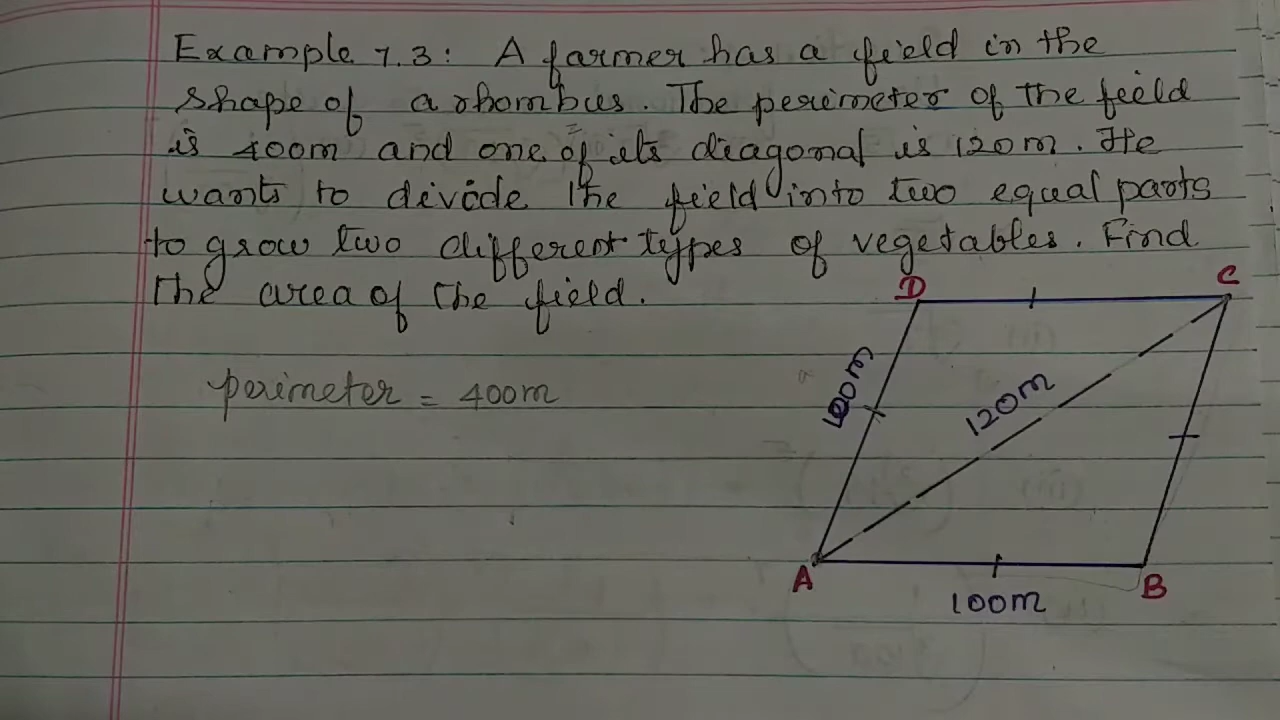 Example 7.3: A farmer has a field in the
shape of a rhombus. The perimeter of the field
is 400m and one of its diagonal is 120m. He
wants to divide the field into two equal parts
to grow two different types of vegetables. Find
the area of the field.
D C
perimeter = 400m
100m
120m
A B
100m